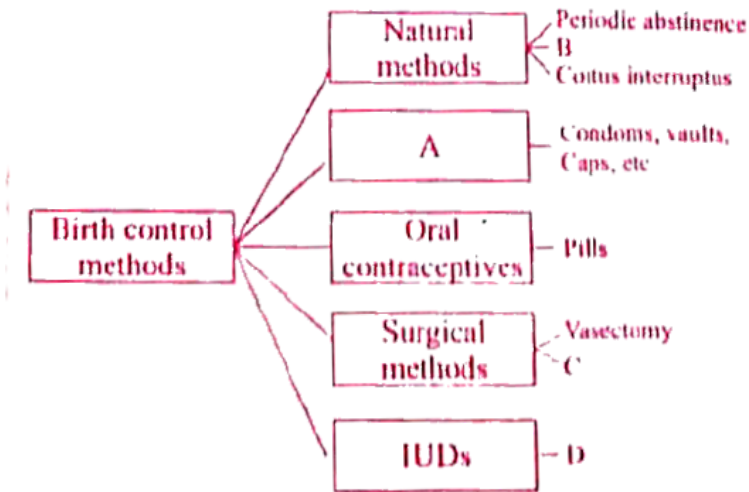 Natural
methods
Periodic abstinence
B
Coitus interruptus
A
Condoms, vaults,
Caps, etc
Birth control
methods
Oral
contraceptives
Pills
Surgical
methods
Vasectomy
C
IUDs
D